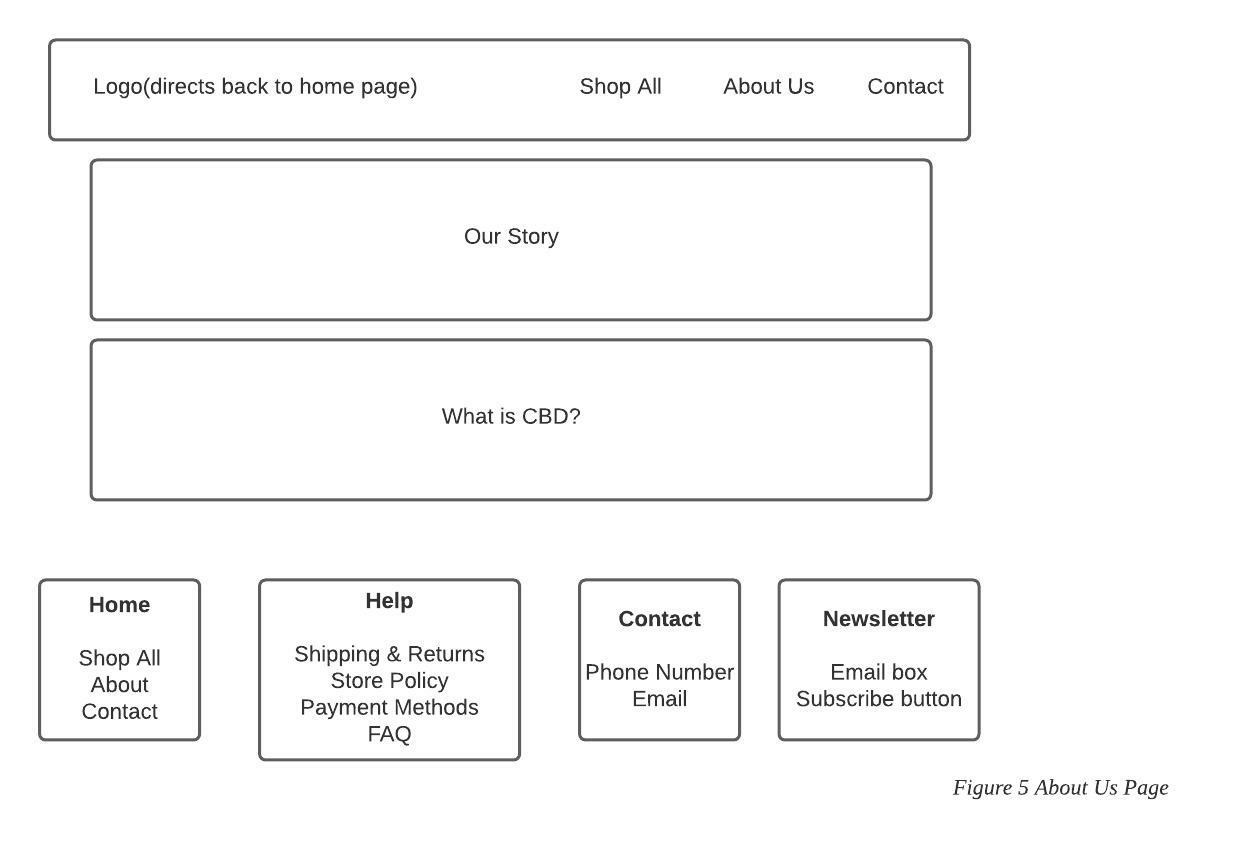 Logo(directs back to home page) Shop All About Us Contact
Our Story
What is CBD?
Home
Shop All
About
Contact
Help
Shipping & Returns
Store Policy
Payment Methods
FAQ
Contact
Phone Number
Email
Newsletter
Email box
Subscribe button
Figure 5 About Us Page